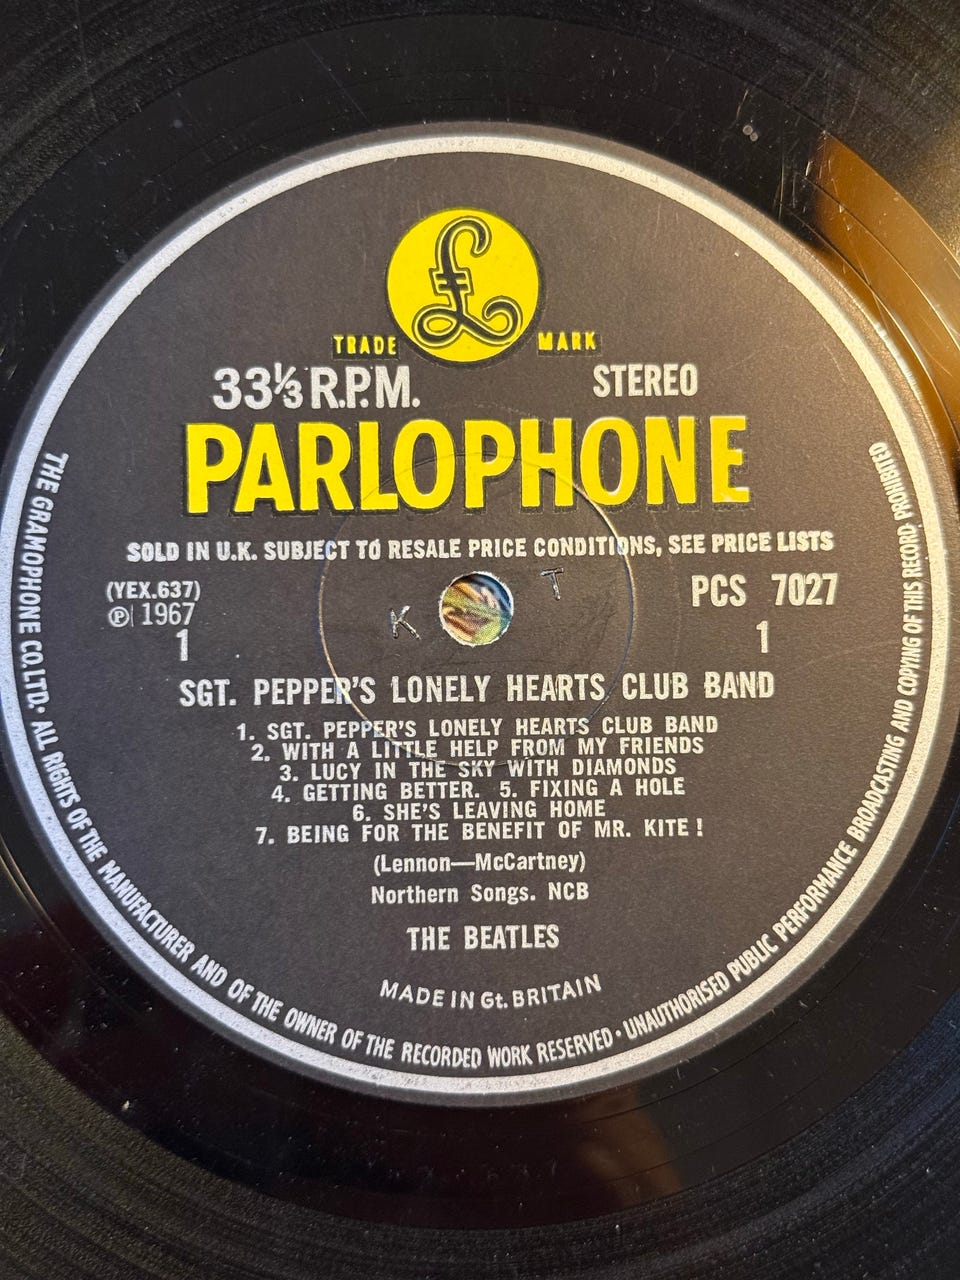 £
TRADE MARK
33⅓ R.P.M. STEREO
PARLOPHONE
SOLD IN U.K. SUBJECT TO RESALE PRICE CONDITIONS, SEE PRICE LISTS
(YEX.637) PCS 7027
℗ 1967
1 1
K T
SGT. PEPPER'S LONELY HEARTS CLUB BAND
1. SGT. PEPPER'S LONELY HEARTS CLUB BAND
2. WITH A LITTLE HELP FROM MY FRIENDS
3. LUCY IN THE SKY WITH DIAMONDS
4. GETTING BETTER. 5. FIXING A HOLE
6. SHE'S LEAVING HOME
7. BEING FOR THE BENEFIT OF MR. KITE!
(Lennon—McCartney)
Northern Songs. NCB
THE BEATLES
MADE IN Gt. BRITAIN
THE GRAMOPHONE CO. LTD. · ALL RIGHTS OF THE MANUFACTURER AND OF THE OWNER OF THE RECORDED WORK RESERVED · UNAUTHORISED PUBLIC PERFORMANCE BROADCASTING AND COPYING OF THIS RECORD PROHIBITED